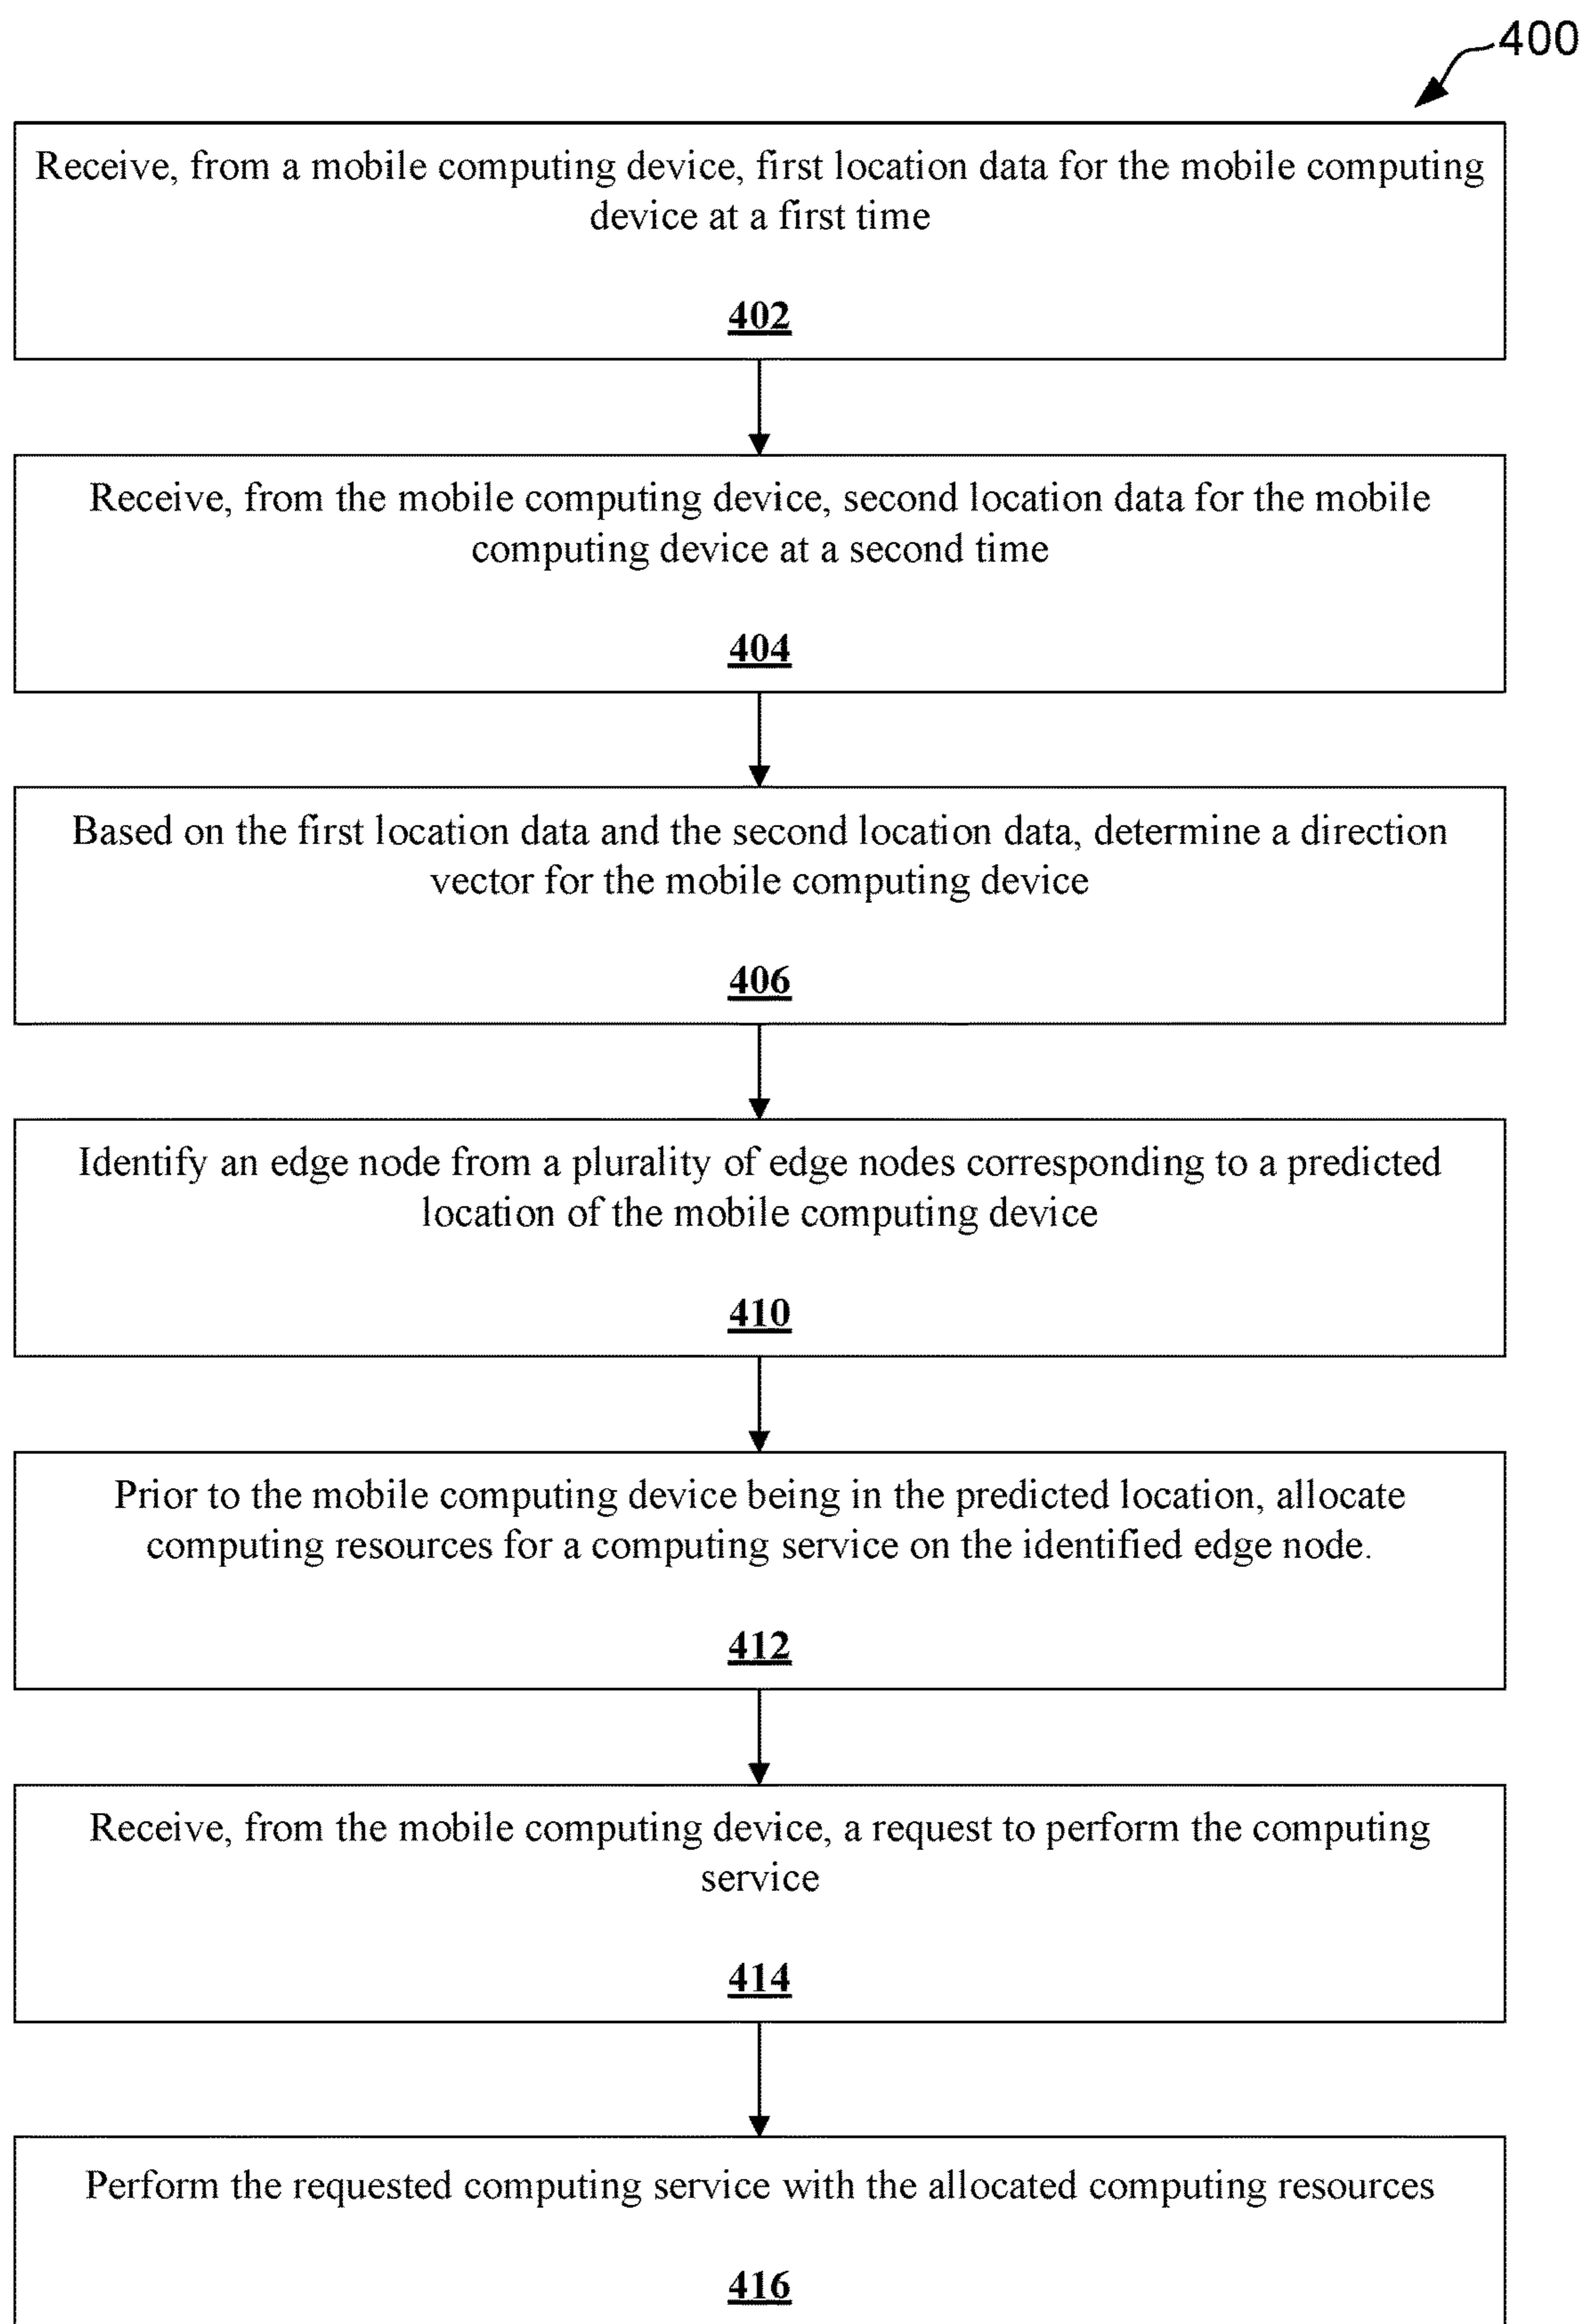 400
Receive, from a mobile computing device, first location data for the mobile computing
device at a first time
402
Receive, from the mobile computing device, second location data for the mobile
computing device at a second time
404
Based on the first location data and the second location data, determine a direction
vector for the mobile computing device
406
Identify an edge node from a plurality of edge nodes corresponding to a predicted
location of the mobile computing device
410
Prior to the mobile computing device being in the predicted location, allocate
computing resources for a computing service on the identified edge node.
412
Receive, from the mobile computing device, a request to perform the computing
service
414
Perform the requested computing service with the allocated computing resources
416